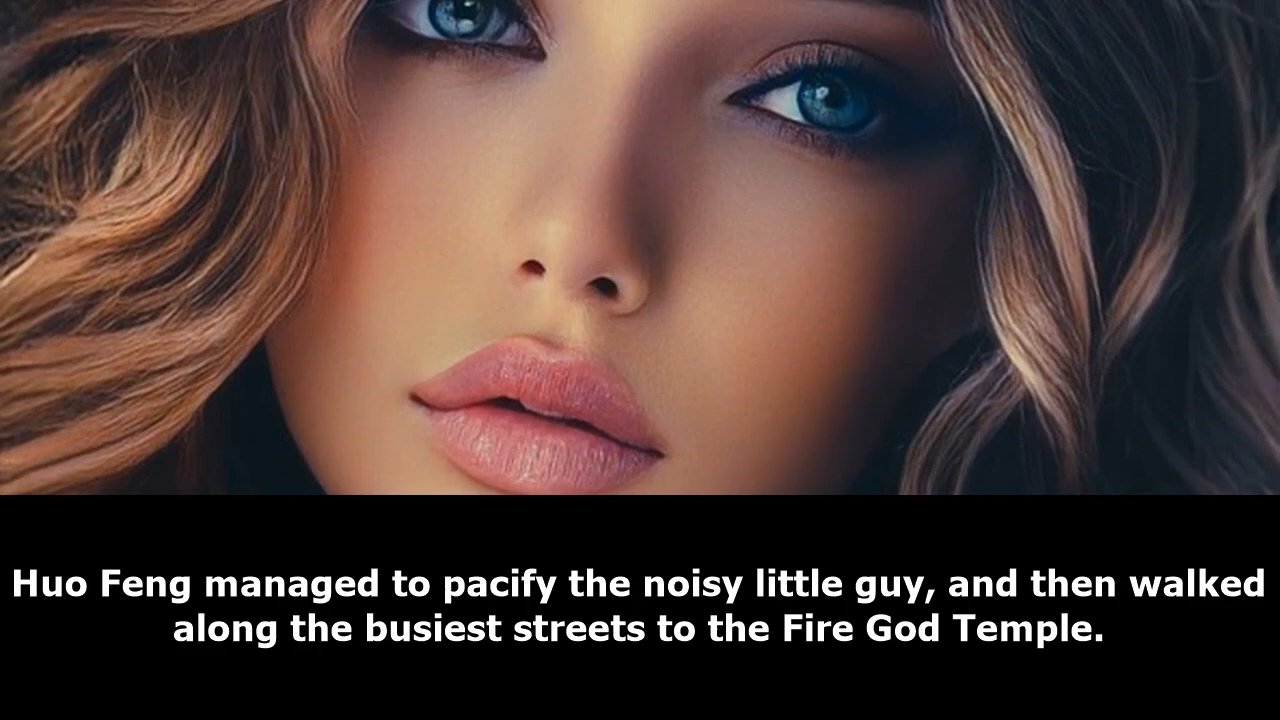 Huo Feng managed to pacify the noisy little guy, and then walked
along the busiest streets to the Fire God Temple.